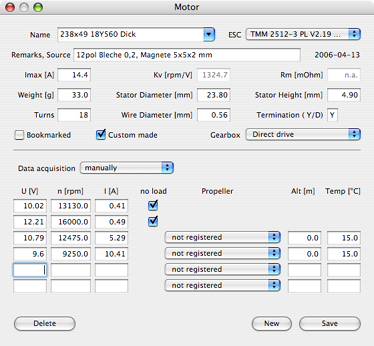 Motor
Name 238x49 18Y560 Dick ESC TMM 2512-3 PL V2.19 ...
Remarks, Source 12pol Bleche 0,2, Magnete 5x5x2 mm 2006-04-13
Imax [A] 14.4 Kv [rpm/V] 1324.7 Rm [mOhm] n.a.
Weight [g] 33.0 Stator Diameter [mm] 23.80 Stator Height [mm] 4.90
Turns 18 Wire Diameter [mm] 0.56 Termination ( Y/D) Y
Bookmarked Custom made Gearbox Direct drive
Data acquisition manually
U [V] n [rpm] I [A] no load Propeller Alt [m] Temp [°C]
10.02 13130.0 0.41
12.21 16000.0 0.49
10.79 12475.0 5.29 not registered 0.0 15.0
9.6 9250.0 10.41 not registered 0.0 15.0
not registered
not registered
Delete New Save